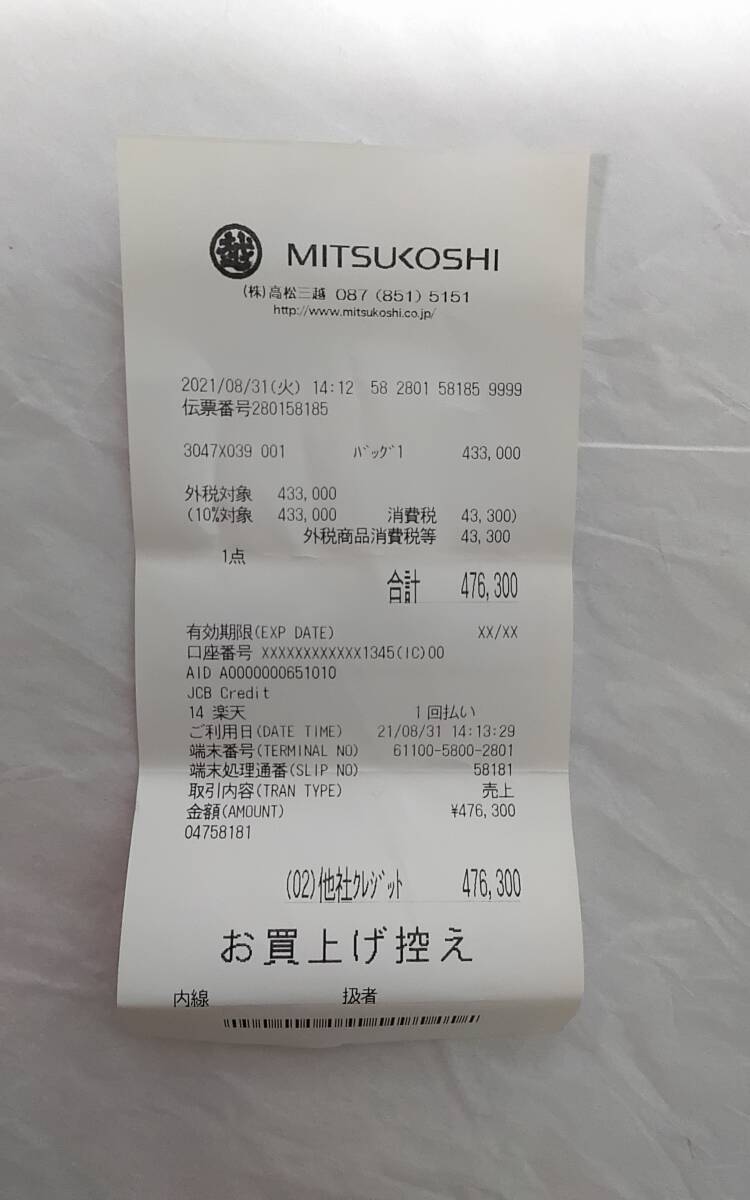 越 MITSUKOSHI
(株)高松三越 087 (851) 5151
http://www.mitsukoshi.co.jp/
2021/08/31(火) 14:12 58 2801 58185 9999
伝票番号280158185
3047X039 001 ﾊﾞｯｸﾞ1 433,000
外税対象 433,000
(10%対象 433,000 消費税 43,300)
外税商品消費税等 43,300
1点
合計 476,300
有効期限(EXP DATE) XX/XX
口座番号 XXXXXXXXXXXX1345(IC)00
AID A0000000651010
JCB Credit
14 楽天 1回払い
ご利用日(DATE TIME) 21/08/31 14:13:29
端末番号(TERMINAL NO) 61100-5800-2801
端末処理通番(SLIP NO) 58181
取引内容(TRAN TYPE) 売上
金額(AMOUNT) ¥476,300
04758181
(02)他社ｸﾚｼﾞｯﾄ 476,300
お買上げ控え
内線 扱者